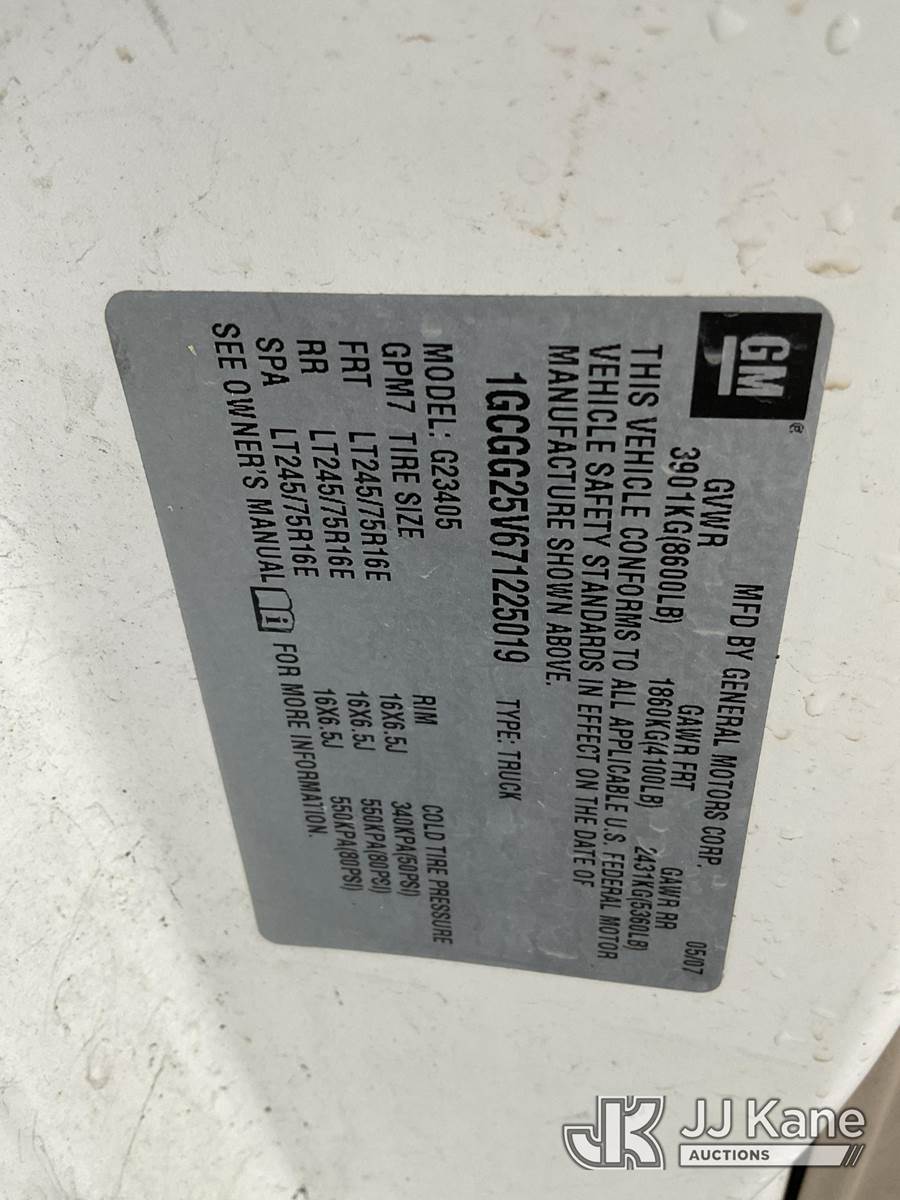 GM®
MFD BY GENERAL MOTORS CORP. 05/07
GVWR GAWR FRT GAWR RR
3901KG(8600LB) 1860KG(4100LB) 2431KG(5360LB)
THIS VEHICLE CONFORMS TO ALL APPLICABLE U.S. FEDERAL MOTOR
VEHICLE SAFETY STANDARDS IN EFFECT ON THE DATE OF
MANUFACTURE SHOWN ABOVE.
1GCGG25V671225019 TYPE: TRUCK
MODEL: G23405
GPM7 TIRE SIZE RIM COLD TIRE PRESSURE
FRT LT245/75R16E 16X6.5J 340KPA(50PSI)
RR LT245/75R16E 16X6.5J 550KPA(80PSI)
SPA LT245/75R16E 16X6.5J 550KPA(80PSI)
SEE OWNER'S MANUAL FOR MORE INFORMATION.
JK JJ Kane
AUCTIONS